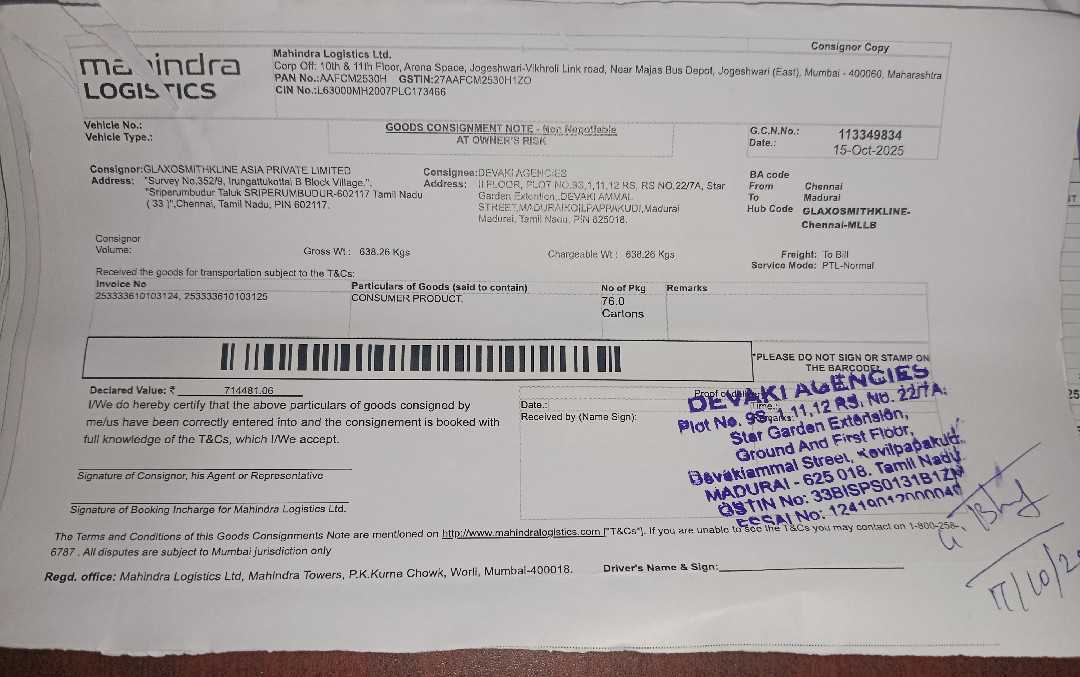 Consignor Copy
mahindra
LOGISTICS
Mahindra Logistics Ltd.
Corp Off: 10th & 11th Floor, Arena Space, Jogeshwari-Vikhroli Link road, Near Majas Bus Depot, Jogeshwari (East), Mumbai - 400060, Maharashtra
PAN No.:AAFCM2530H GSTIN:27AAFCM2530H1ZO
CIN No.:L63000MH2007PLC173466
Vehicle No.:
Vehicle Type.:
GOODS CONSIGNMENT NOTE - Non Negotiable
AT OWNER'S RISK
G.C.N.No.: 113349834
Date.: 15-Oct-2025
Consignor:GLAXOSMITHKLINE ASIA PRIVATE LIMITED
Address: "Survey No.352/9, Irungattukottai B Block Village.",
"Sriperumbudur Taluk SRIPERUMBUDUR-602117 Tamil Nadu
( 33 )",Chennai, Tamil Nadu, PIN 602117.
Consignee:DEVAKI AGENCIES
Address: II FLOOR, PLOT NO.93,1,11,12 RS, RS NO.22/7A, Star
Garden Extention,,DEVAKI AMMAL
STREET,MADURAIKOILPAPPAKUDI,Madurai
Madurai, Tamil Nadu, PIN 625018.
BA code
From Chennai
To Madurai
Hub Code GLAXOSMITHKLINE-
Chennai-MLLB
Consignor
Volume:
Gross Wt : 638.26 Kgs
Chargeable Wt : 638.26 Kgs
Freight: To Bill
Service Mode: PTL-Normal
Received the goods for transportation subject to the T&Cs:
Invoice No Particulars of Goods (said to contain) No of Pkg Remarks
253333610103124, 253333610103125 CONSUMER PRODUCT. 76.0
Cartons
*PLEASE DO NOT SIGN OR STAMP ON
THE BARCODE
Declared Value: ₹ 714481.06
I/We do hereby certify that the above particulars of goods consigned by
me/us have been correctly entered into and the consignement is booked with
full knowledge of the T&Cs, which I/We accept.
Proof of
Date.: Time.:
Received by (Name Sign):
DEVAKI AGENCIES
Plot No. 93, 1,11,12 RS. No. 22/7A,
Star Garden Extension,
Ground And First Floor,
Devakiammal Street, Kovilpapakudi,
MADURAI - 625 018. Tamil Nadu
GSTIN No: 33BISPS0131B1ZN
FSSAI No:
Signature of Consignor, his Agent or Representative
Signature of Booking Incharge for Mahindra Logistics Ltd.
The Terms and Conditions of this Goods Consignments Note are mentioned on http://www.mahindralogistics.com ["T&Cs"]. If you are unable to see the T&Cs you may contact on 1-800-258-
6787 . All disputes are subject to Mumbai jurisdiction only
Regd. office: Mahindra Logistics Ltd, Mahindra Towers, P.K.Kurne Chowk, Worli, Mumbai-400018.
Driver's Name & Sign:
17/10/25